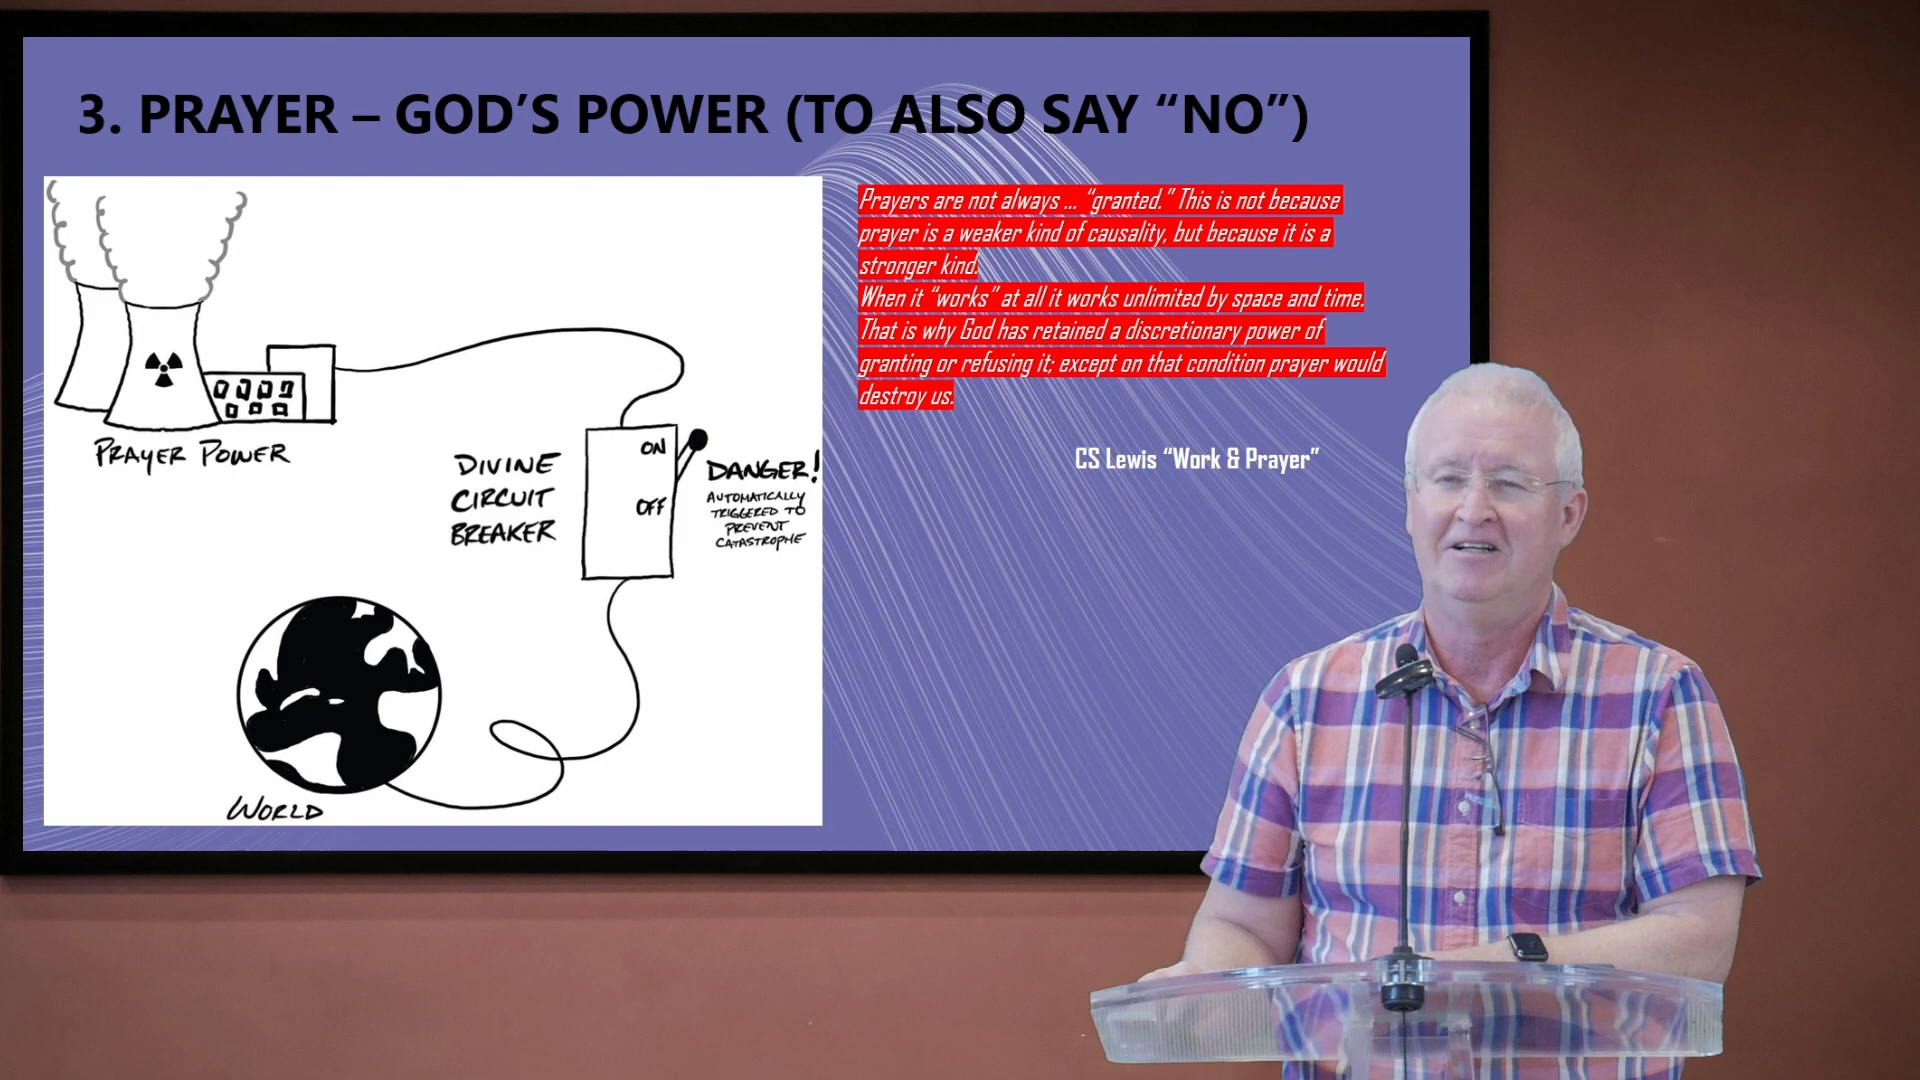 3. PRAYER – GOD’S POWER (TO ALSO SAY “NO”)
Prayers are not always ... “granted.” This is not because
prayer is a weaker kind of causality, but because it is a
stronger kind.
When it “works” at all it works unlimited by space and time.
That is why God has retained a discretionary power of
granting or refusing it; except on that condition prayer would
destroy us.
CS Lewis “Work & Prayer”
PRAYER POWER
DIVINE
CIRCUIT
BREAKER
ON
OFF
DANGER!
AUTOMATICALLY
TRIGGERED TO
PREVENT
CATASTROPHE
WORLD